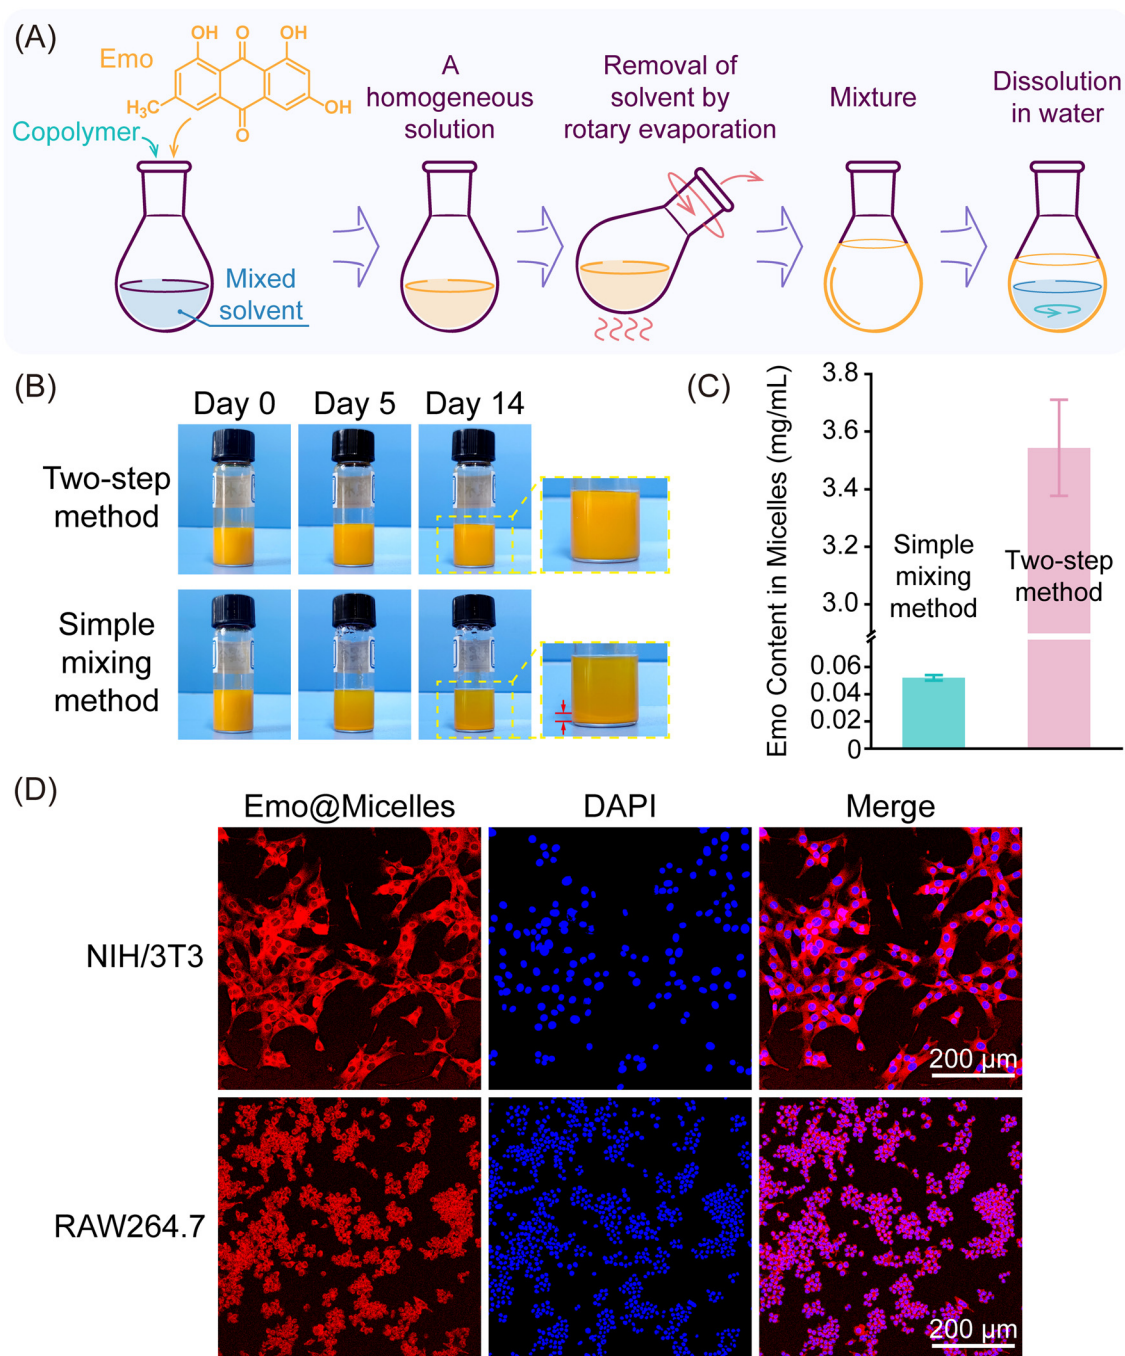 (A)
Emo
OH
O
OH
H₃C
OH
O
Copolymer
Mixed
solvent
A
homogeneous
solution
Removal of
solvent by
rotary evaporation
Mixture
Dissolution
in water
(B)
Day 0
Day 5
Day 14
Two-step
method
Simple
mixing
method
(C)
Emo Content in Micelles (mg/mL)
3.8
3.6
3.4
3.2
3.0
0.06
0.04
0.02
0
Simple
mixing
method
Two-step
method
(D)
Emo@Micelles
DAPI
Merge
NIH/3T3
200 μm
RAW264.7
200 μm